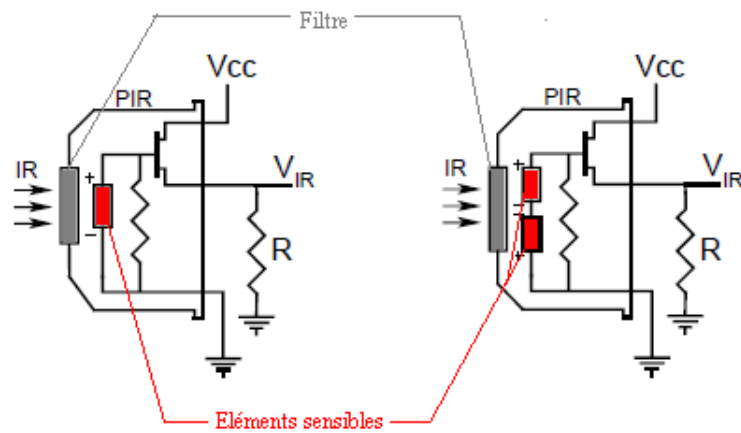 Filtre
Vcc
PIR
IR
+
−
V IR
R
Vcc
PIR
IR
+
−
−
+
V IR
R
Eléments sensibles